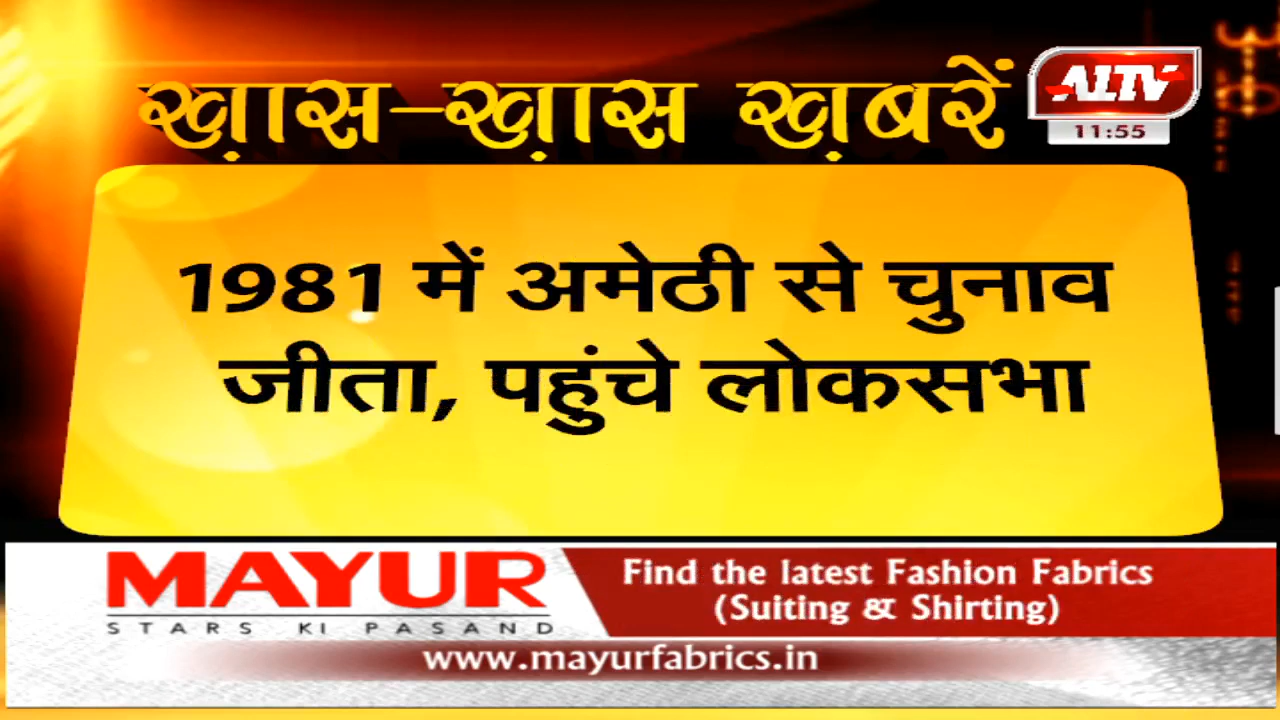 ख़ास-ख़ास ख़बरें
ALTV
11:55
1981 में अमेठी से चुनाव
जीता, पहुंचे लोकसभा
MAYUR
STARS KI PASAND
Find the latest Fashion Fabrics
(Suiting & Shirting)
www.mayurfabrics.in